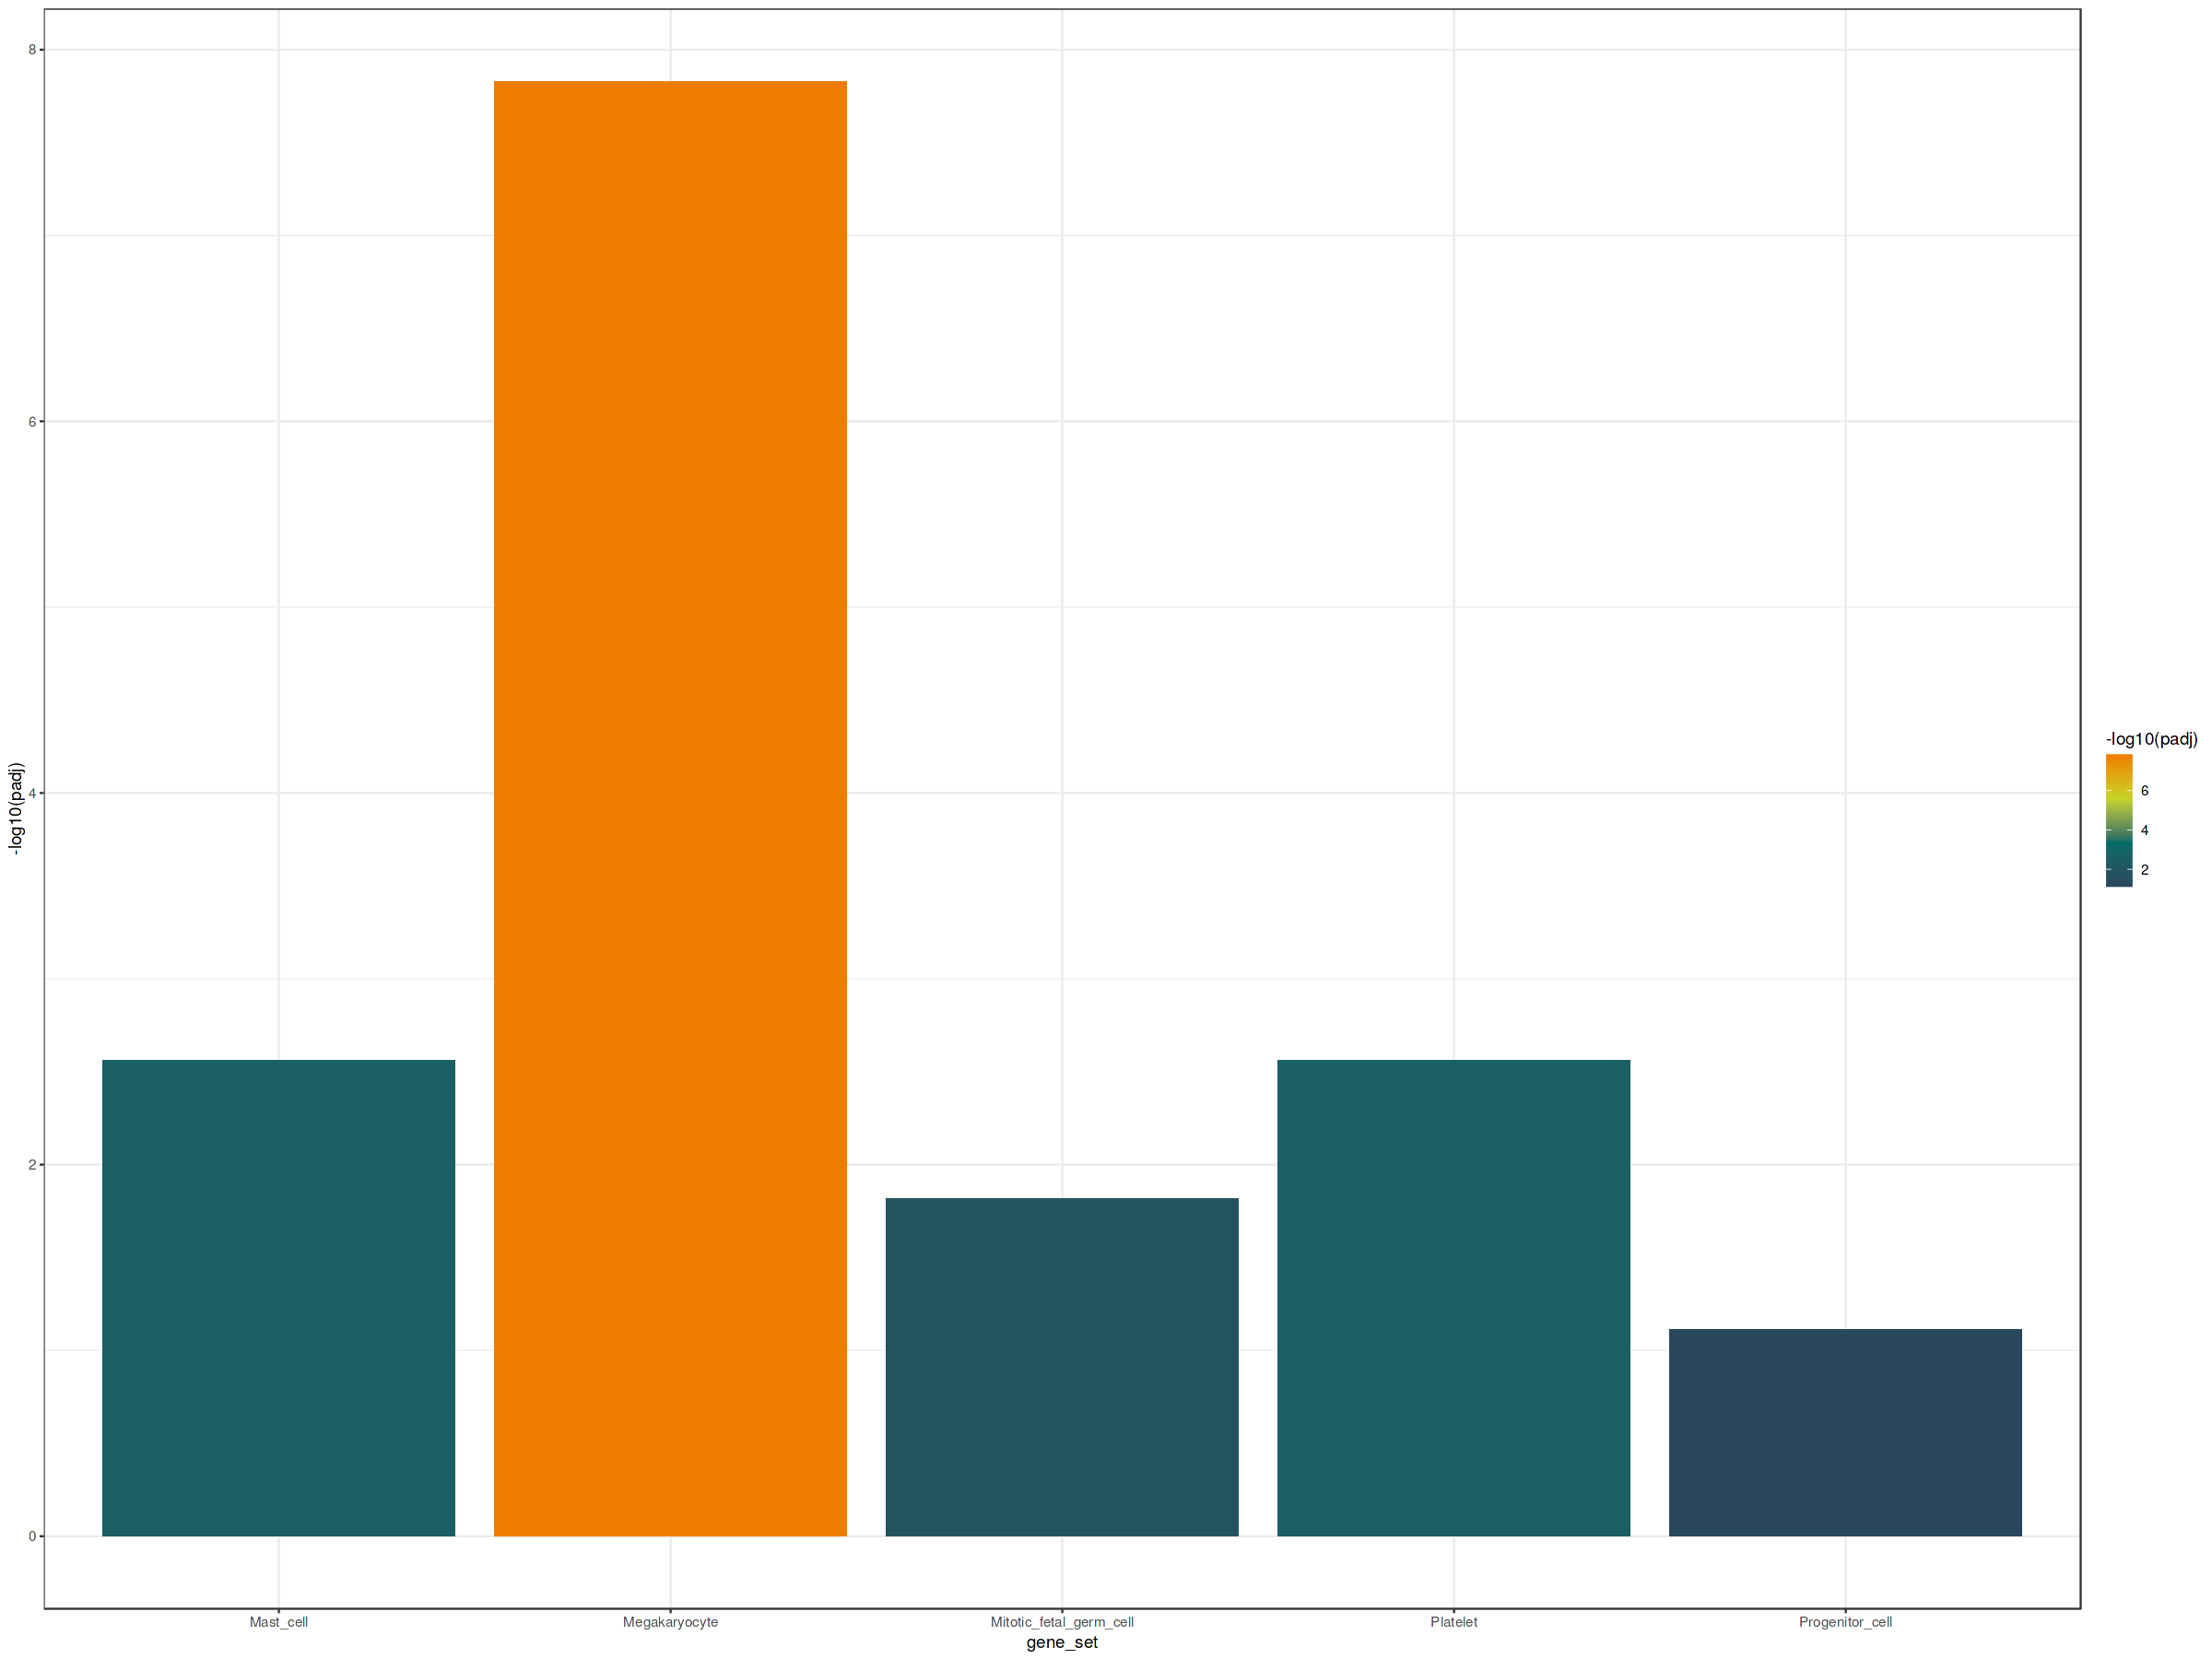 -log10(padj)
8
6
4
2
0
Mast_cell
Megakaryocyte
Mitotic_fetal_germ_cell
Platelet
Progenitor_cell
gene_set
-log10(padj)
6
4
2